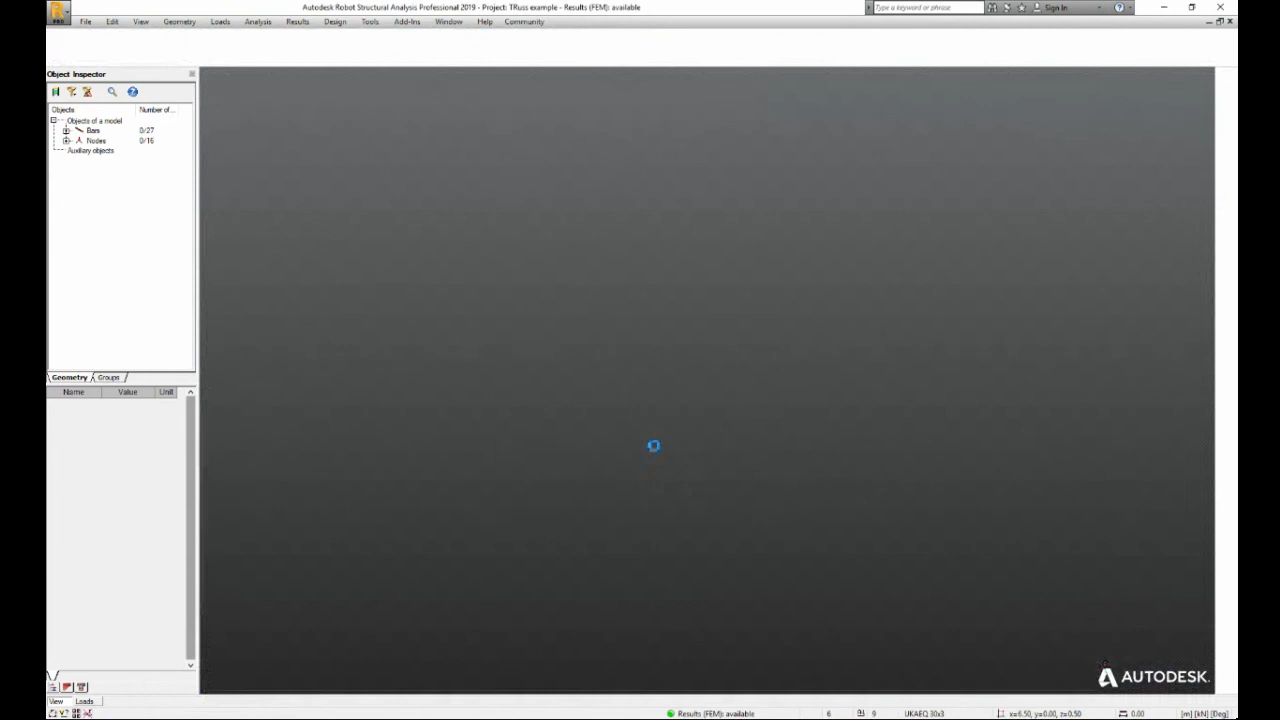 Autodesk Robot Structural Analysis Professional 2019 - Project: TRuss example - Results (FEM): available
Type a keyword or phrase
Sign In
PRO
File Edit View Geometry Loads Analysis Results Design Tools Add-Ins Window Help Community
Object Inspector
Objects Number of...
Objects of a model
Bars 0/27
Nodes 0/16
Auxiliary objects
Geometry Groups
Name Value Unit
AUTODESK.
View Loads
Results (FEM): available 6 9 UKAEQ 30x3 x=6.50, y=0.00, z=0.50 0.00 [m] [kN] [Deg]